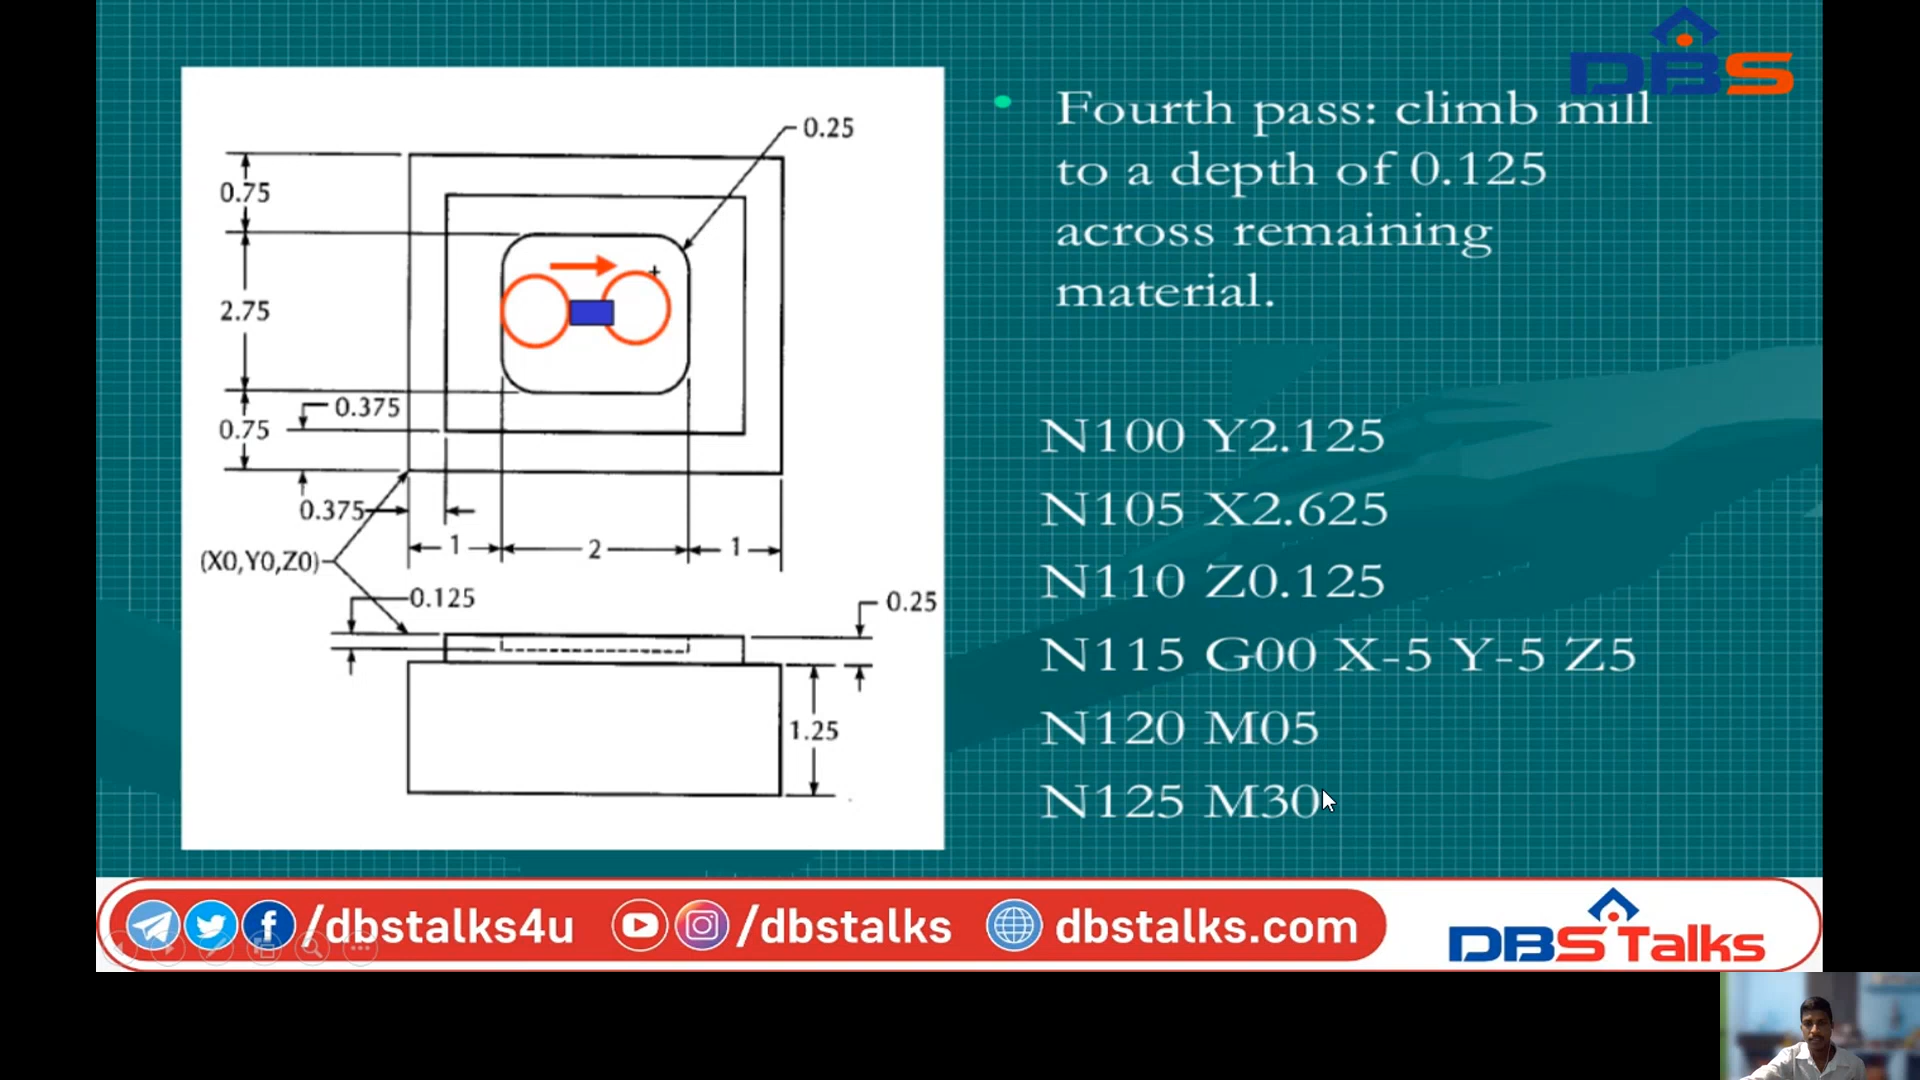 DBS
Fourth pass: climb mill
to a depth of 0.125
across remaining
material.
N100 Y2.125
N105 X2.625
N110 Z0.125
N115 G00 X-5 Y-5 Z5
N120 M05
N125 M30
0.25
0.75
2.75
0.375
0.75
0.375
1
2
1
(X0,Y0,Z0)
0.125
0.25
1.25
/dbstalks4u
/dbstalks
dbstalks.com
DBS Talks